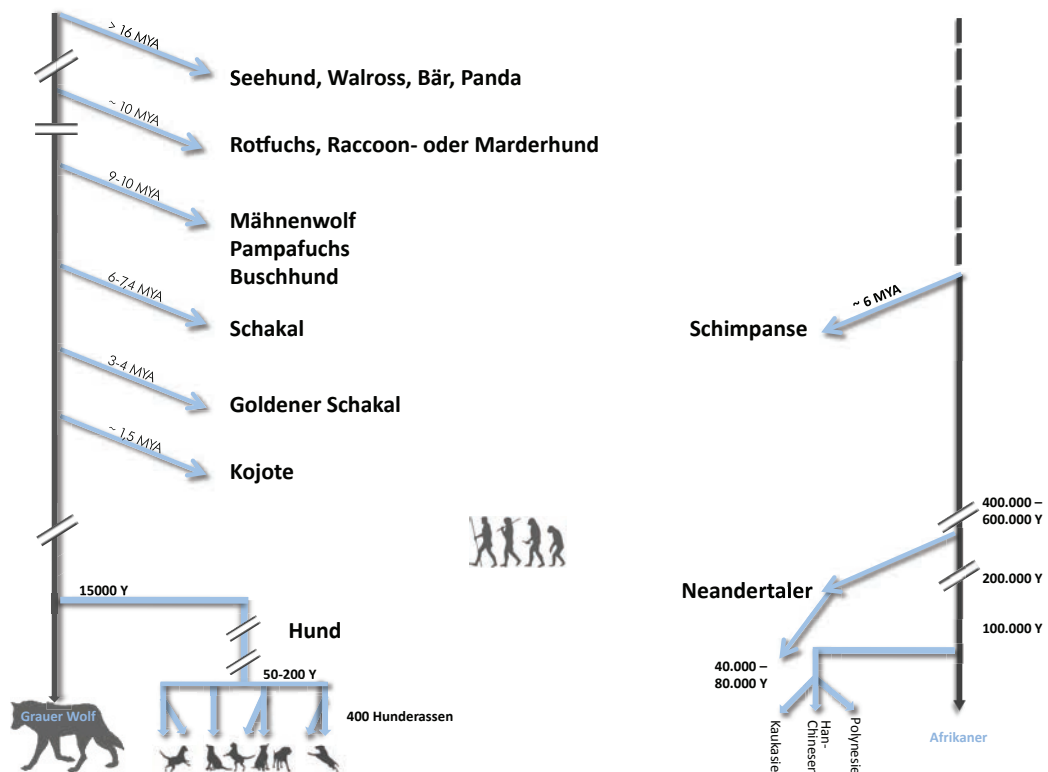 > 16 MYA
Seehund, Walross, Bär, Panda
~ 10 MYA
Rotfuchs, Raccoon- oder Marderhund
9-10 MYA
Mähnenwolf
Pampafuchs
Buschhund
6-7,4 MYA
Schakal
3-4 MYA
Goldener Schakal
~ 1,5 MYA
Kojote
15000 Y
Hund
50-200 Y
400 Hunderassen
Grauer Wolf
~ 6 MYA
Schimpanse
400.000 –
600.000 Y
Neandertaler
200.000 Y
100.000 Y
40.000 –
80.000 Y
Kaukasie
Han-
Chinesen
Polynesie
Afrikaner